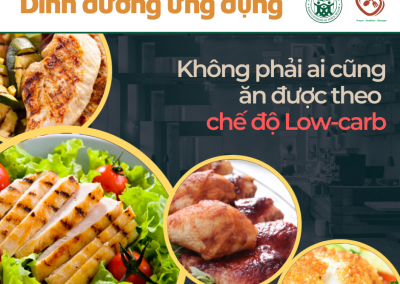 Dinh dưỡng ứng dụng
Không phải ai cũng
ăn được theo
chế độ Low-carb